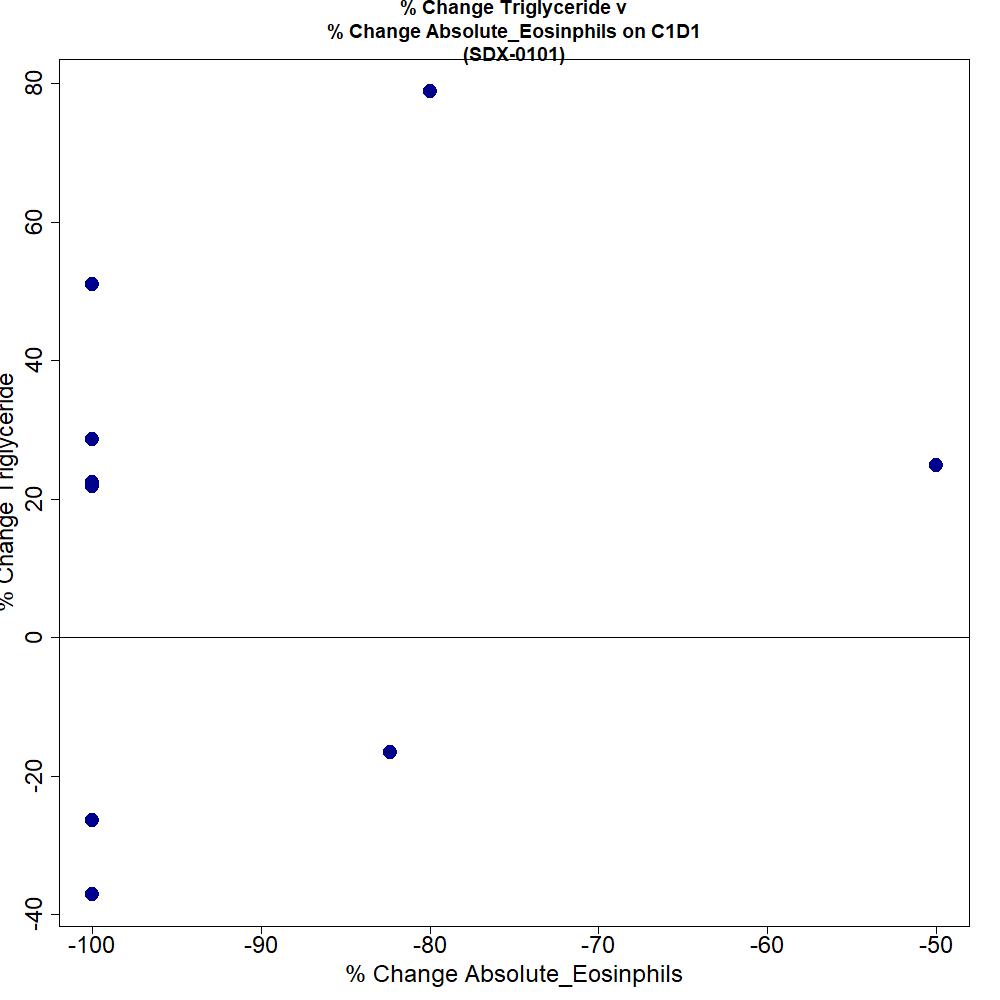 % Change Triglyceride v
% Change Absolute_Eosinphils on C1D1
(SDX-0101)
80
60
40
20
0
-20
-40
% Change Triglyceride
-100 -90 -80 -70 -60 -50
% Change Absolute_Eosinphils